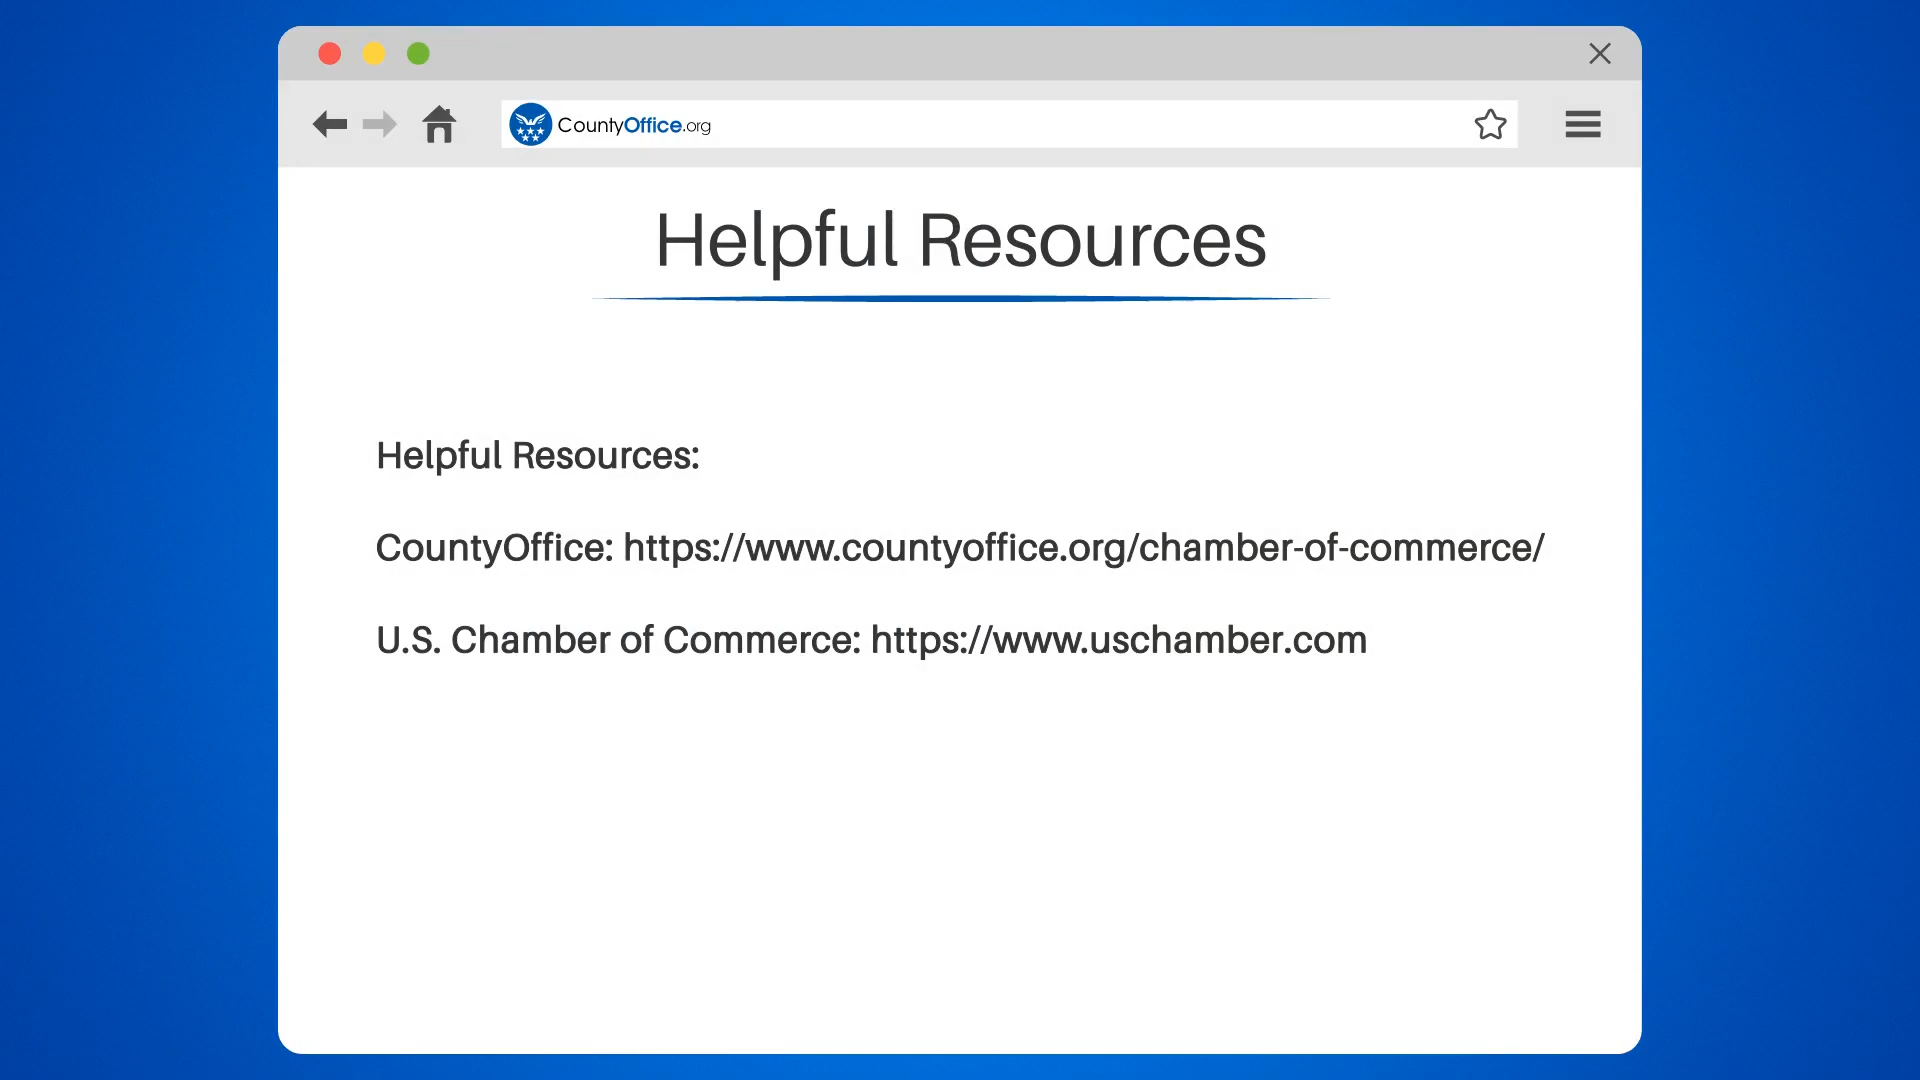 CountyOffice.org
Helpful Resources
Helpful Resources:
CountyOffice: https://www.countyoffice.org/chamber-of-commerce/
U.S. Chamber of Commerce: https://www.uschamber.com